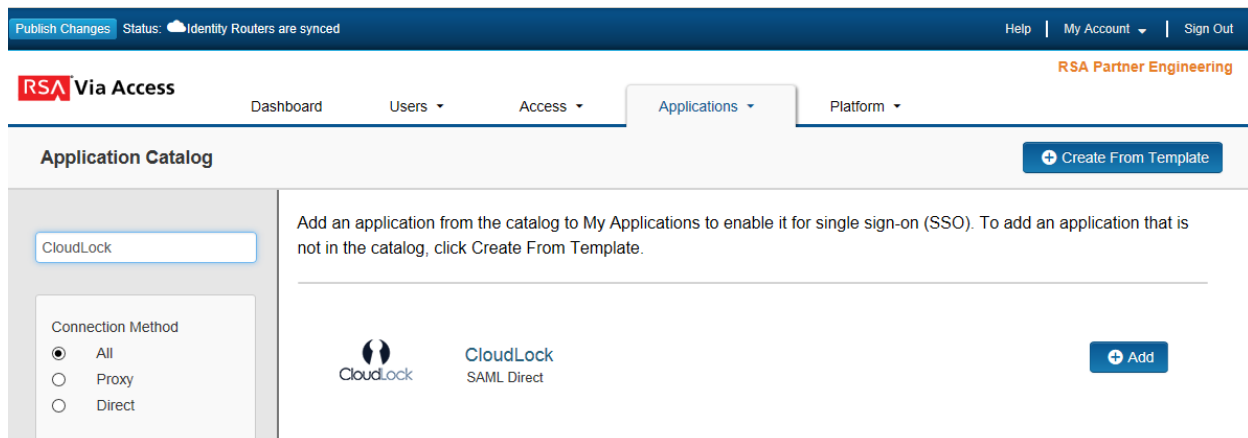 Publish Changes Status: Identity Routers are synced Help My Account Sign Out
RSA Partner Engineering
RSA Via Access
Dashboard Users Access Applications Platform
Application Catalog Create From Template
Add an application from the catalog to My Applications to enable it for single sign-on (SSO). To add an application that is
not in the catalog, click Create From Template.
CloudLock
Connection Method
All
Proxy
Direct
CloudLock
CloudLock
SAML Direct
Add